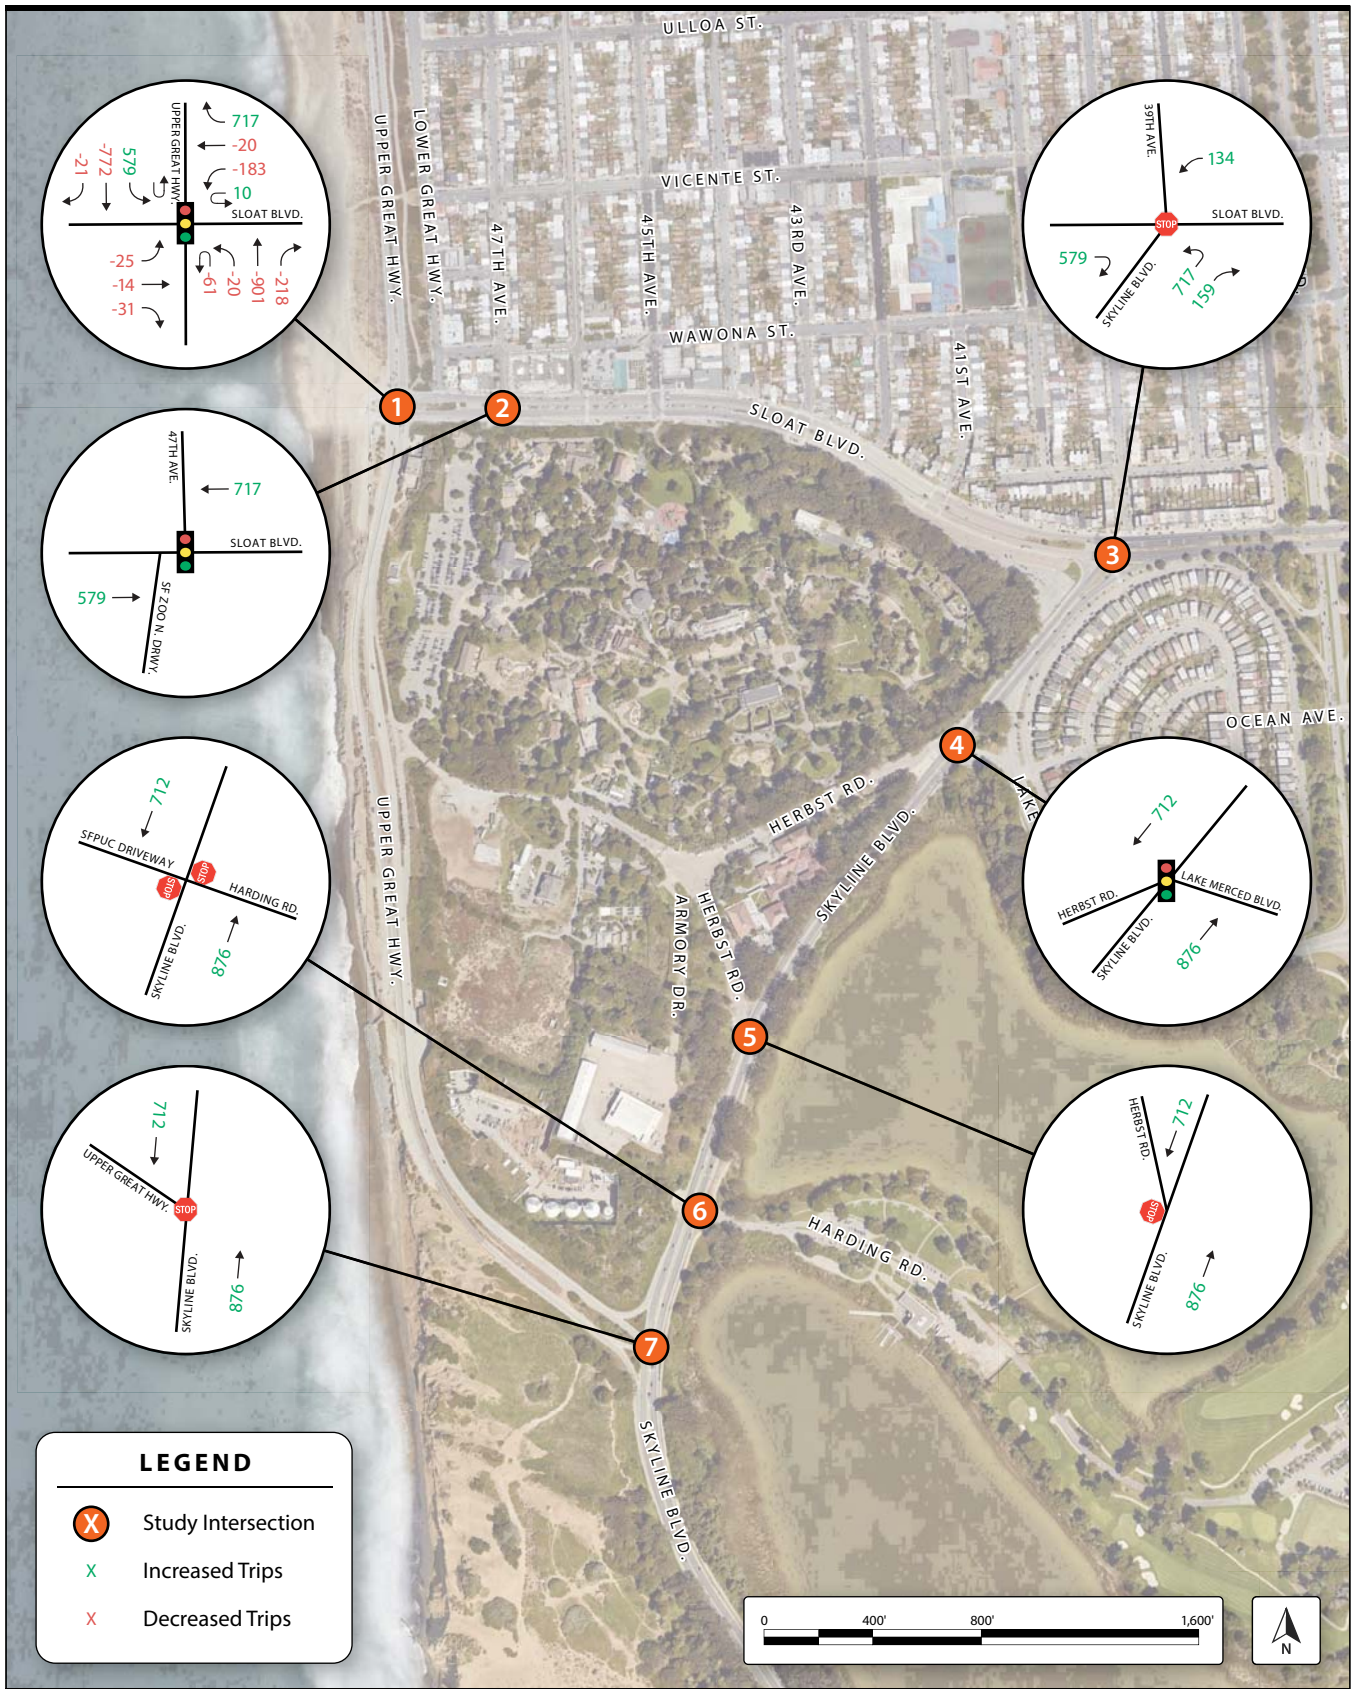 ULLOA ST.
UPPER GREAT HWY.
LOWER GREAT HWY.
VICENTE ST.
47TH AVE.
45TH AVE.
43RD AVE.
WAWONA ST.
41ST AVE.
SLOAT BLVD.
UPPER GREAT HWY.
717
-20
-183
10
-21
-772
579
SLOAT BLVD.
-25
-14
-31
-61
-20
-901
-218
39TH AVE.
134
SLOAT BLVD.
STOP
579
717
159
SKYLINE BLVD.
1
2
3
47TH AVE.
717
SLOAT BLVD.
579
SF ZOO N. DRWY.
OCEAN AVE.
4
LAKE
HERBST RD.
SKYLINE BLVD.
UPPER GREAT HWY.
HERBST RD.
ARMORY DR.
712
SFPUC DRIVEWAY
STOP
STOP
HARDING RD.
SKYLINE BLVD.
876
712
HERBST RD.
LAKE MERCED BLVD.
SKYLINE BLVD.
876
5
6
HARDING RD.
7
SKYLINE BLVD.
712
UPPER GREAT HWY.
STOP
SKYLINE BLVD.
876
HERBST RD.
712
STOP
SKYLINE BLVD.
876
LEGEND
X Study Intersection
X Increased Trips
X Decreased Trips
0 400' 800' 1,600'
N